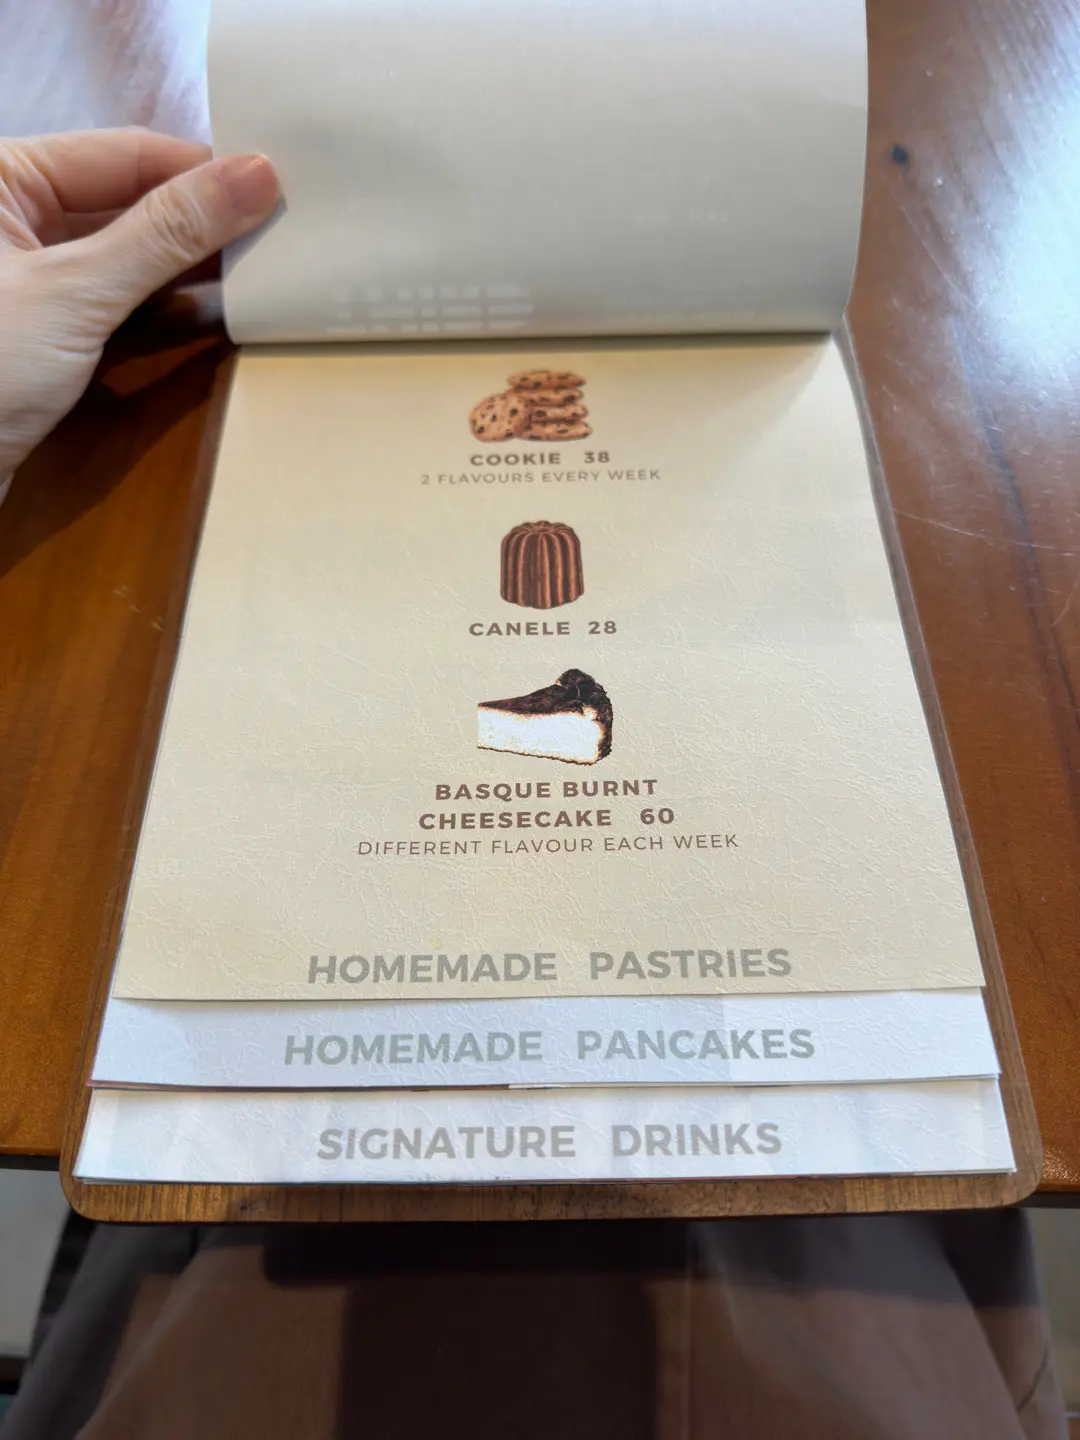 COOKIE 38
2 FLAVOURS EVERY WEEK
CANELE 28
BASQUE BURNT
CHEESECAKE 60
DIFFERENT FLAVOUR EACH WEEK
HOMEMADE PASTRIES
HOMEMADE PANCAKES
SIGNATURE DRINKS